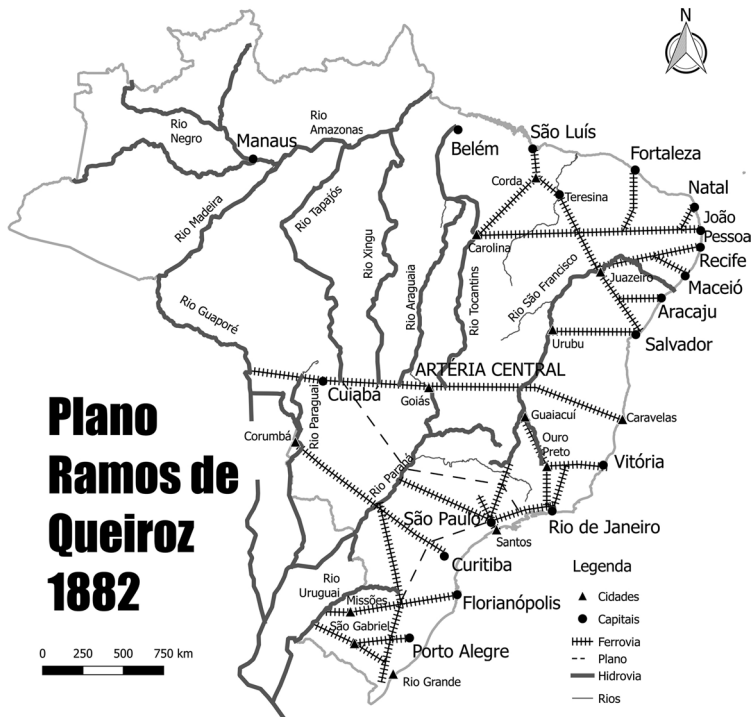 N
Rio
Negro
Manaus
Rio
Amazonas
Belém
São Luís
Fortaleza
Corda
Teresina
Natal
João
Pessoa
Recife
Maceió
Aracaju
Salvador
Carolina
Juazeiro
Urubu
Rio Madeira
Rio Tapajós
Rio Xingu
Rio Araguaia
Rio Tocantins
Rio São Francisco
Rio Guaporé
ARTÉRIA CENTRAL
Cuiabá
Goiás
Rio Paraguai
Corumbá
Guaiacuí
Caravelas
Ouro
Preto
Vitória
Rio Paraná
São Paulo
Santos
Rio de Janeiro
Curitiba
Rio
Uruguai
Missões
Florianópolis
São Gabriel
Porto Alegre
Rio Grande
Plano
Ramos de
Queiroz
1882
0 250 500 750 km
Legenda
Cidades
Capitais
Ferrovia
Plano
Hidrovia
Rios